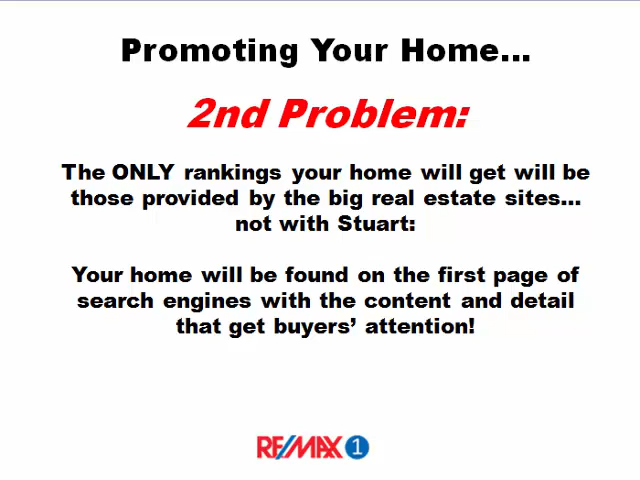 Promoting Your Home...
2nd Problem:
The ONLY rankings your home will get will be
those provided by the big real estate sites...
not with Stuart:
Your home will be found on the first page of
search engines with the content and detail
that get buyers’ attention!
RE/MAX 1